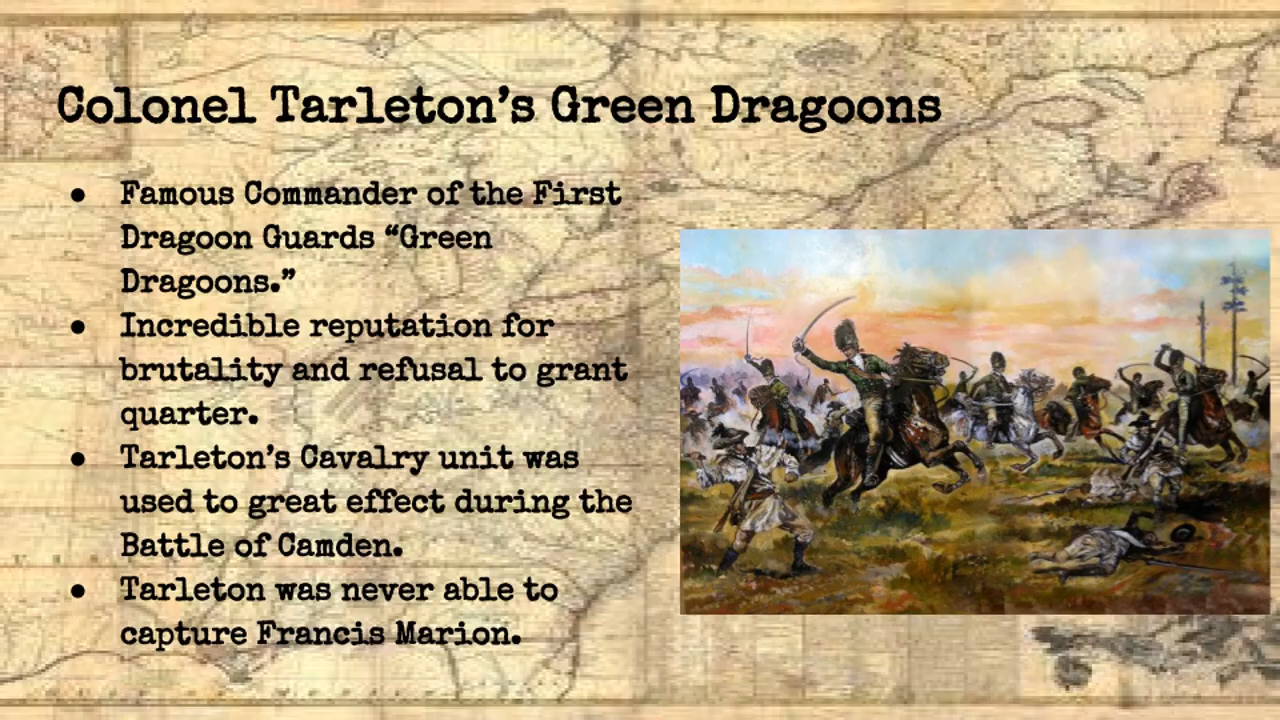 Colonel Tarleton’s Green Dragoons
● Famous Commander of the First
Dragoon Guards “Green
Dragoons.”
● Incredible reputation for
brutality and refusal to grant
quarter.
● Tarleton’s Cavalry unit was
used to great effect during the
Battle of Camden.
● Tarleton was never able to
capture Francis Marion.